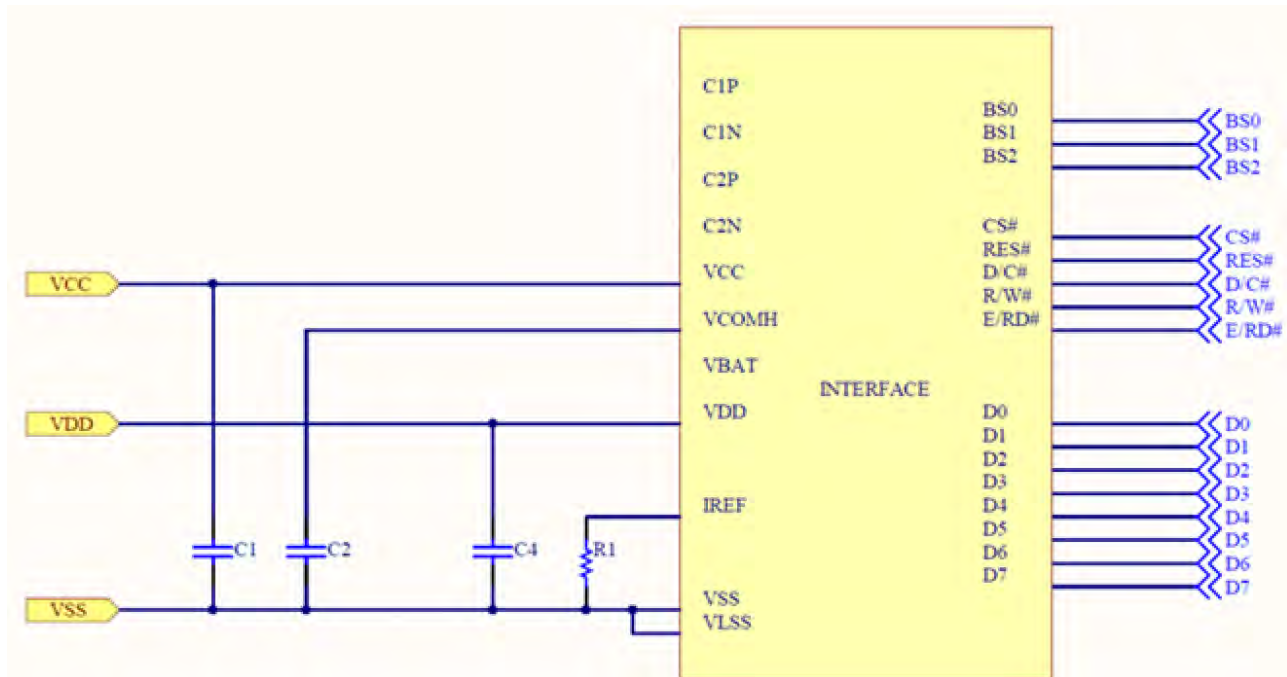 VCC
VDD
VSS
C1
C2
C4
R1
C1P
C1N
C2P
C2N
VCC
VCOMH
VBAT
VDD
IREF
VSS
VLSS
INTERFACE
BS0
BS1
BS2
CS#
RES#
D/C#
R/W#
E/RD#
D0
D1
D2
D3
D4
D5
D6
D7
BS0
BS1
BS2
CS#
RES#
D/C#
R/W#
E/RD#
D0
D1
D2
D3
D4
D5
D6
D7